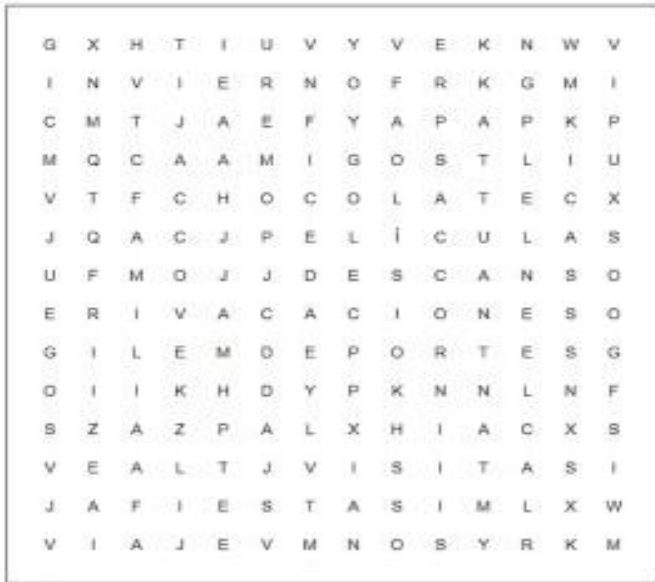 G X H T I U V Y V E K N W V
I N V I E R N O F R K G M I
C M T J A E F Y A P A P K P
M Q C A A M I G O S T L I U
V T F C H O C O L A T E C X
J Q A C J P E L Í C U L A S
U F M O J J D E S C A N S O
E R I V A C A C I O N E S O
G I L E M D E P O R T E S G
O I I K H D Y P K N N L N F
S Z A Z P A L X H I A C X S
V E A L T J V I S I T A S I
J A F I E S T A S I M L X W
V I A J E V M N O S Y R K M